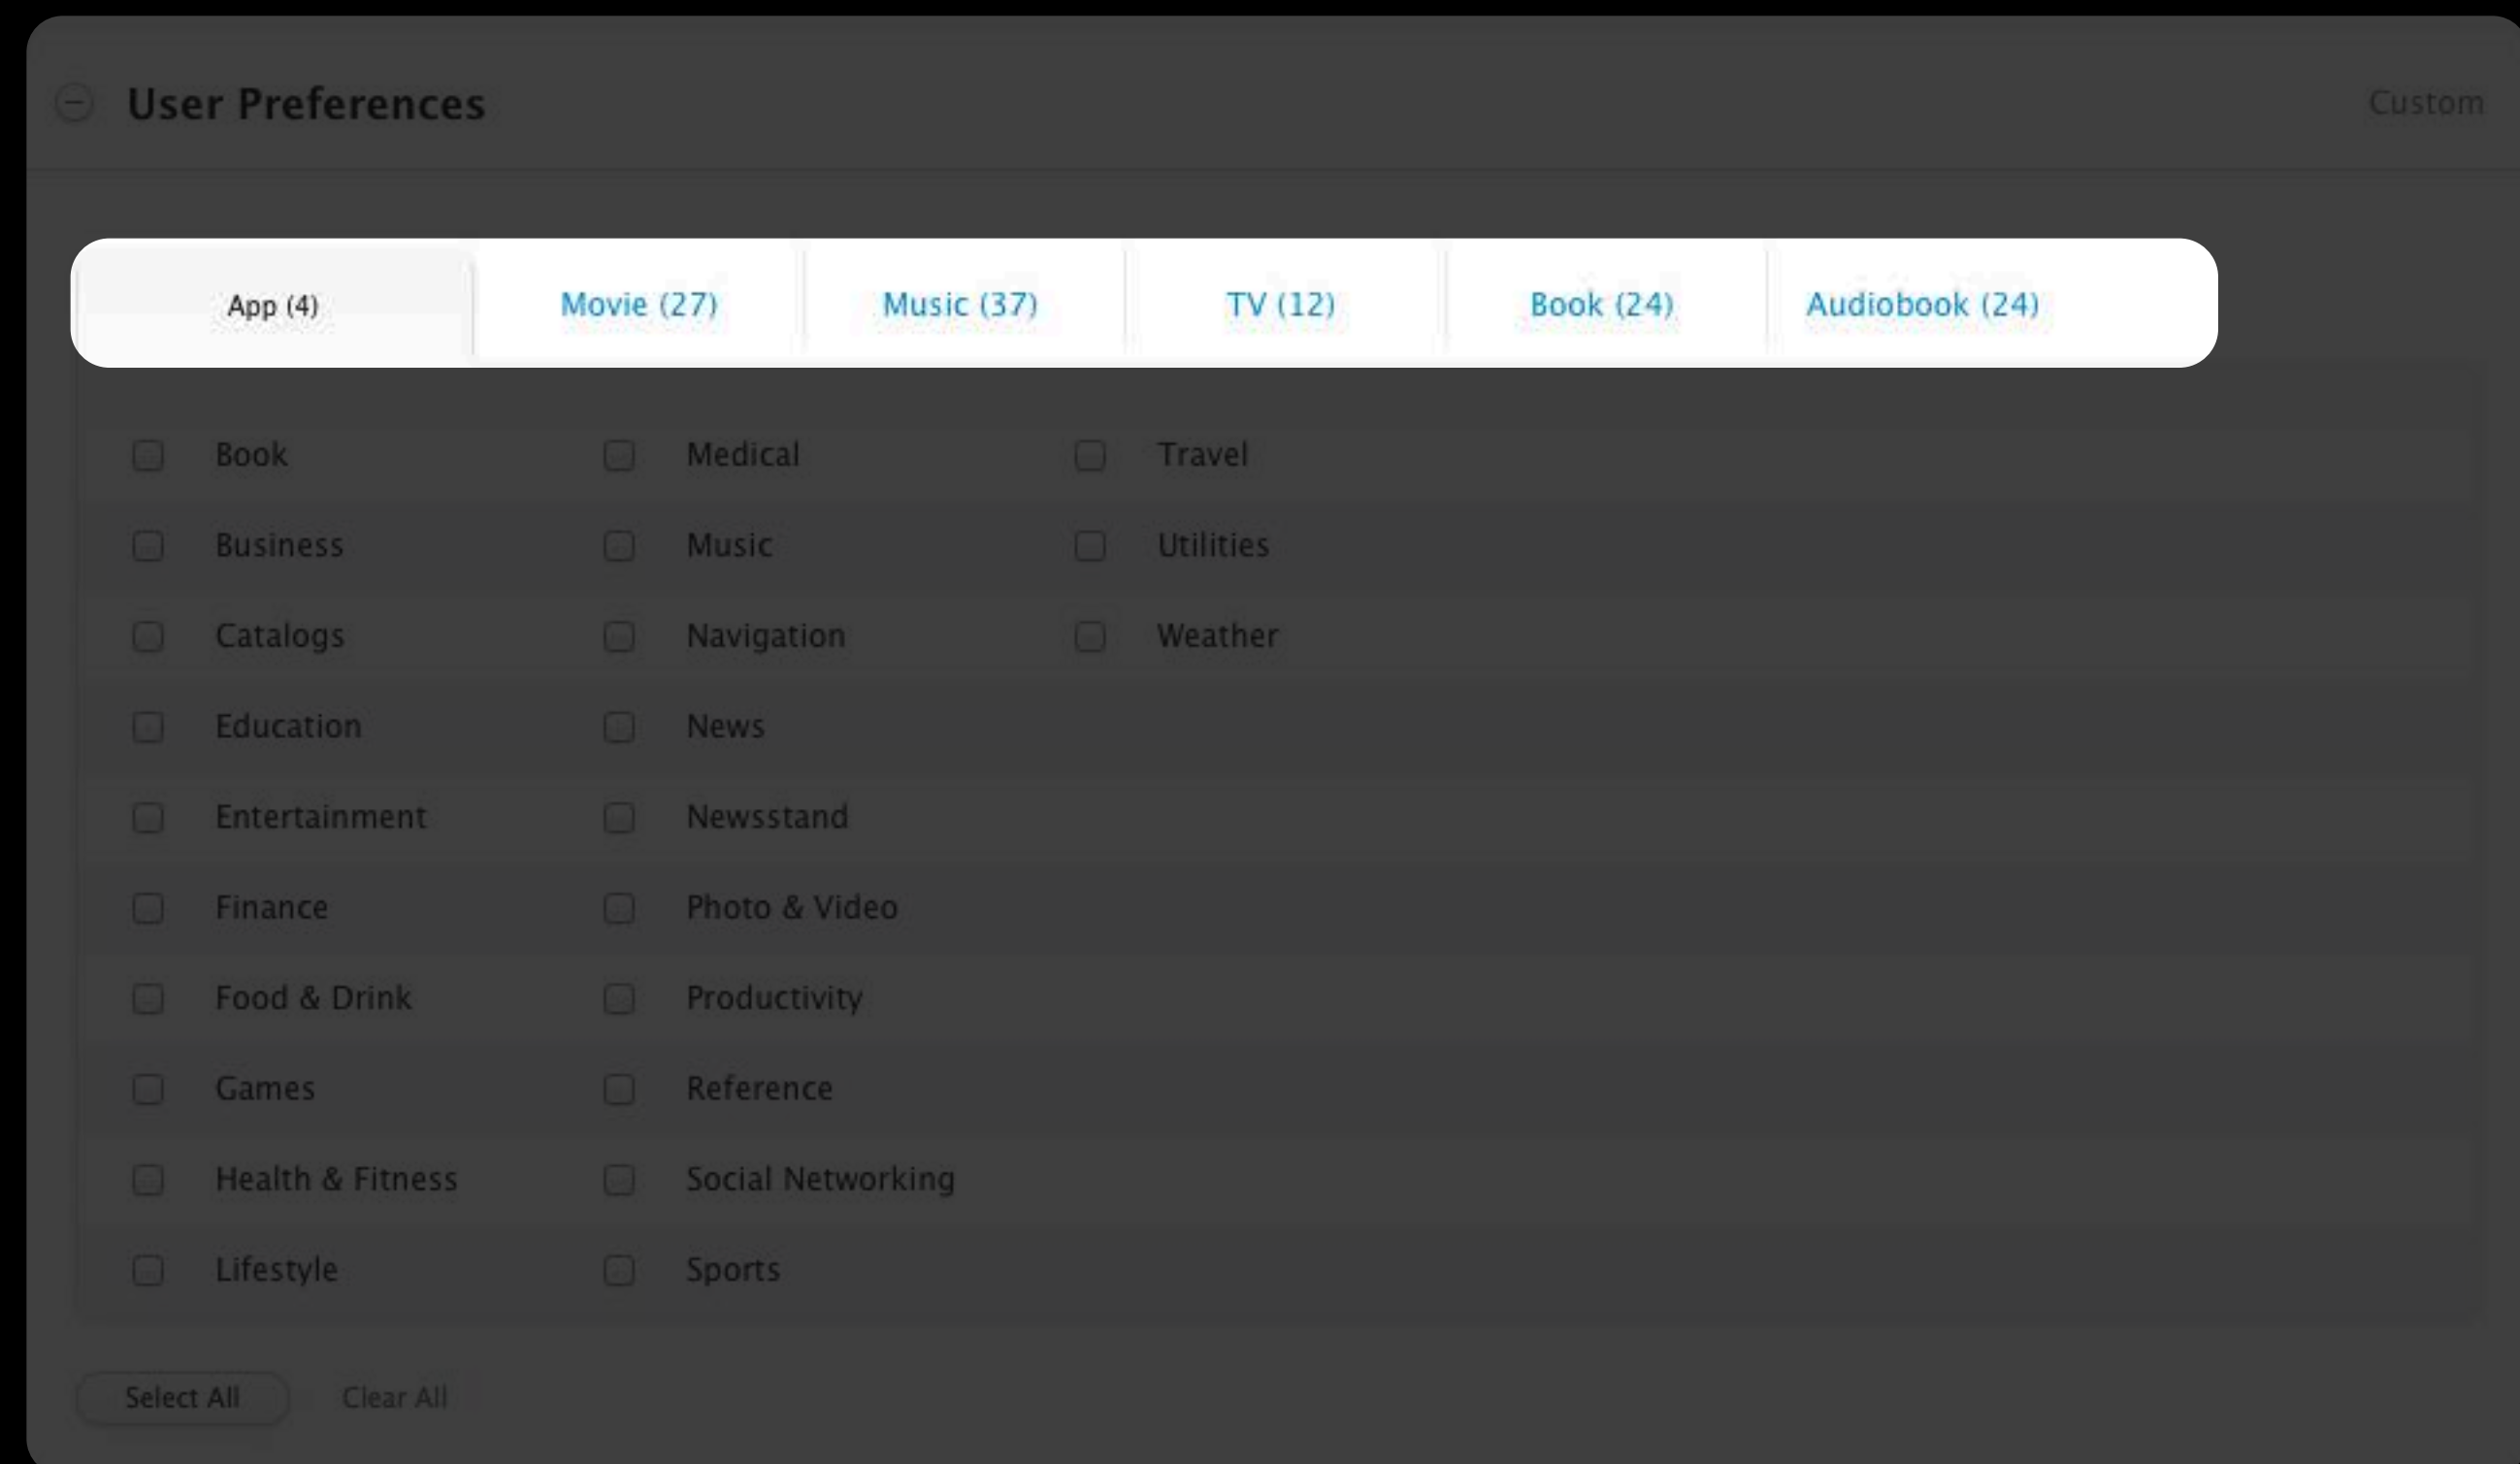 User Preferences Custom
App (4) Movie (27) Music (37) TV (12) Book (24) Audiobook (24)
Book Medical Travel
Business Music Utilities
Catalogs Navigation Weather
Education News
Entertainment Newsstand
Finance Photo & Video
Food & Drink Productivity
Games Reference
Health & Fitness Social Networking
Lifestyle Sports
Select All Clear All